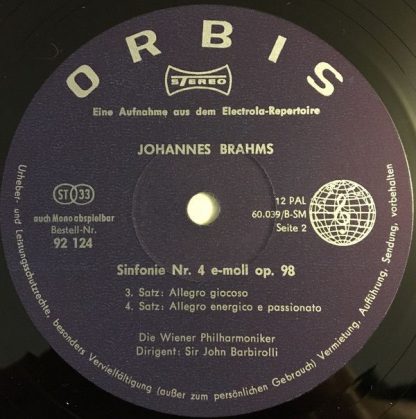 ORBIS
STEREO
Eine Aufnahme aus dem Electrola-Repertoire
JOHANNES BRAHMS
ST 33
auch Mono abspielbar
Bestell-Nr.
92 124
12 PAL
60.039/B-SM
Seite 2
Sinfonie Nr. 4 e-moll op. 98
3. Satz: Allegro giocoso
4. Satz: Allegro energico e passionato
Die Wiener Philharmoniker
Dirigent: Sir John Barbirolli
Urheber- und Leistungsschutzrechte, besonders Vervielfältigung (außer zum persönlichen Gebrauch) Vermietung, Aufführung, Sendung, vorbehalten